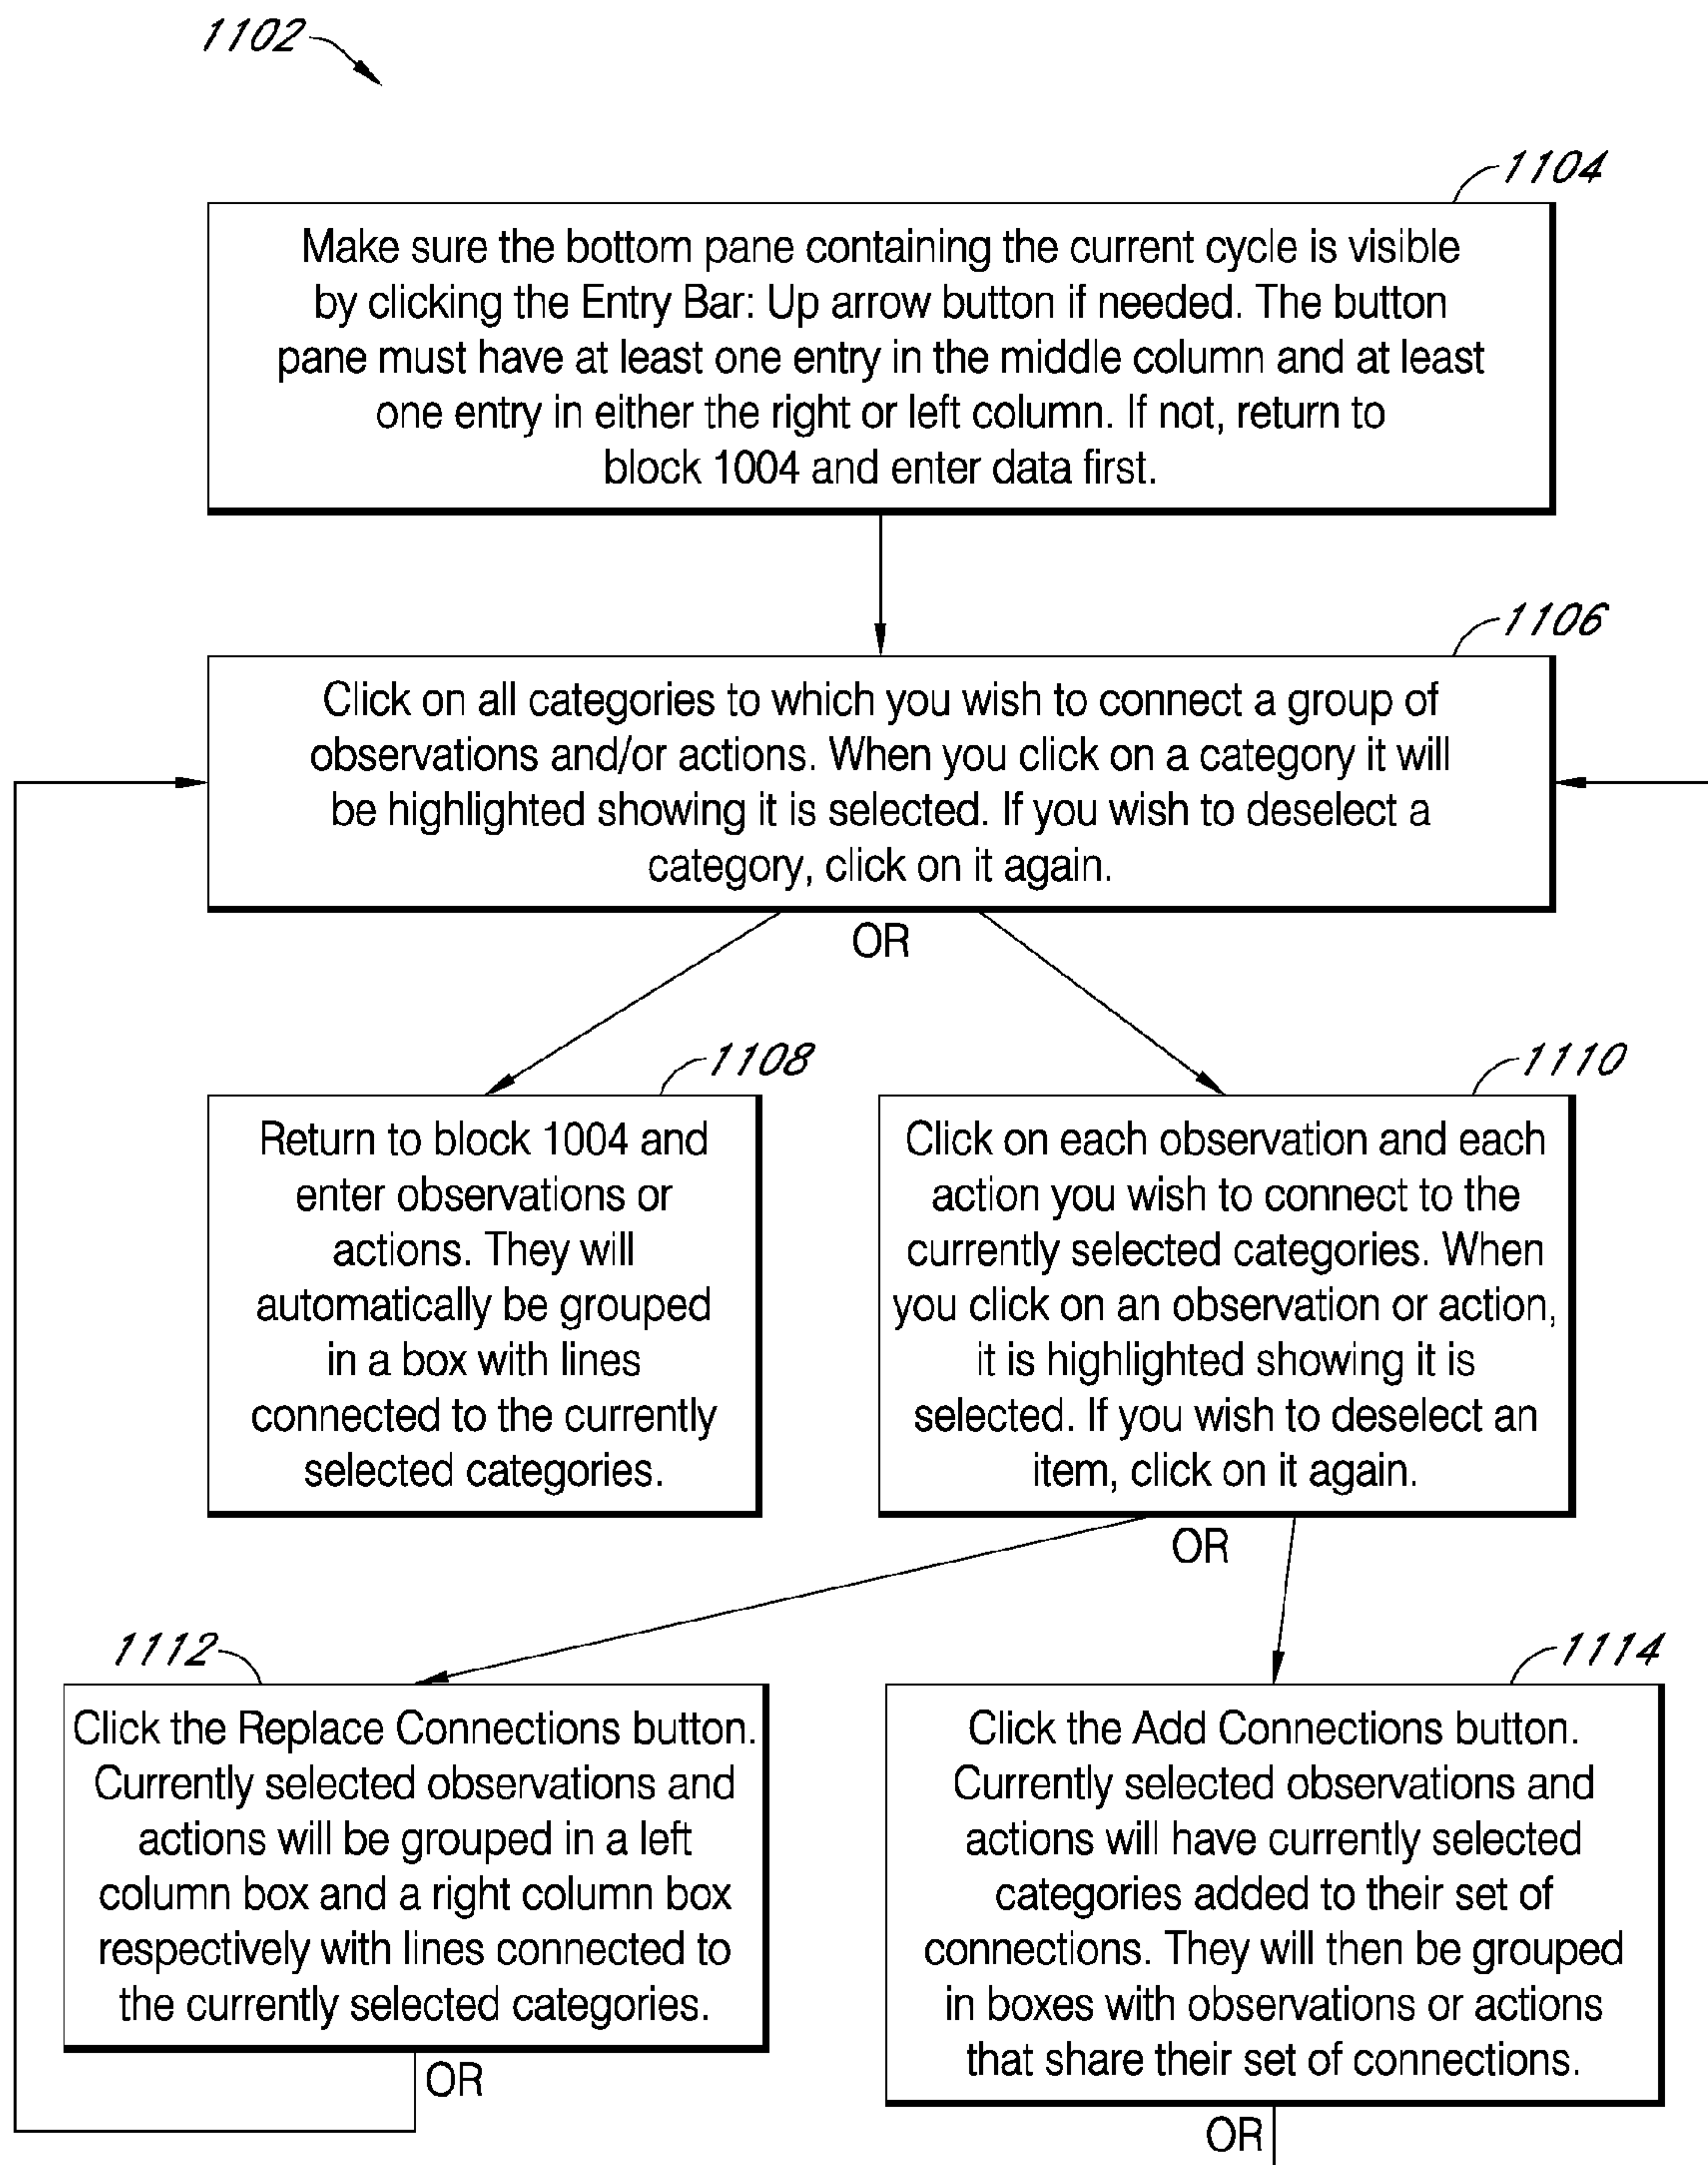 1102
1104
Make sure the bottom pane containing the current cycle is visible
by clicking the Entry Bar: Up arrow button if needed. The button
pane must have at least one entry in the middle column and at least
one entry in either the right or left column. If not, return to
block 1004 and enter data first.
1106
Click on all categories to which you wish to connect a group of
observations and/or actions. When you click on a category it will
be highlighted showing it is selected. If you wish to deselect a
category, click on it again.
OR
1108
Return to block 1004 and
enter observations or
actions. They will
automatically be grouped
in a box with lines
connected to the currently
selected categories.
1110
Click on each observation and each
action you wish to connect to the
currently selected categories. When
you click on an observation or action,
it is highlighted showing it is
selected. If you wish to deselect an
item, click on it again.
OR
1112
Click the Replace Connections button.
Currently selected observations and
actions will be grouped in a left
column box and a right column box
respectively with lines connected to
the currently selected categories.
OR
1114
Click the Add Connections button.
Currently selected observations and
actions will have currently selected
categories added to their set of
connections. They will then be grouped
in boxes with observations or actions
that share their set of connections.
OR